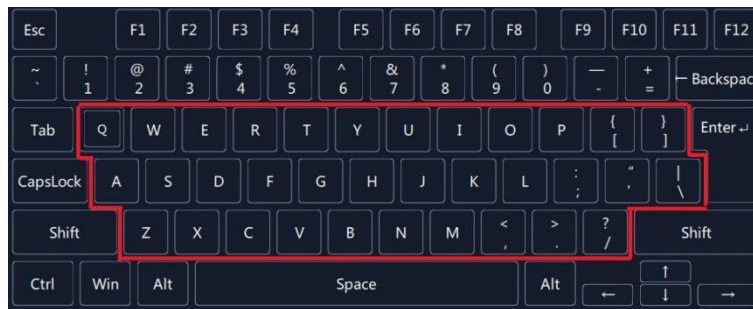 Esc F1 F2 F3 F4 F5 F6 F7 F8 F9 F10 F11 F12
~ ! @ # $ % ^ & * ( ) — +
` 1 2 3 4 5 6 7 8 9 0 - = ← Backspac
Tab Q W E R T Y U I O P { [ } ] Enter ↵
CapsLock A S D F G H J K L : ; " ' | \
Shift Z X C V B N M < , > . ? / Shift
Ctrl Win Alt Space Alt ← ↑ ↓ →